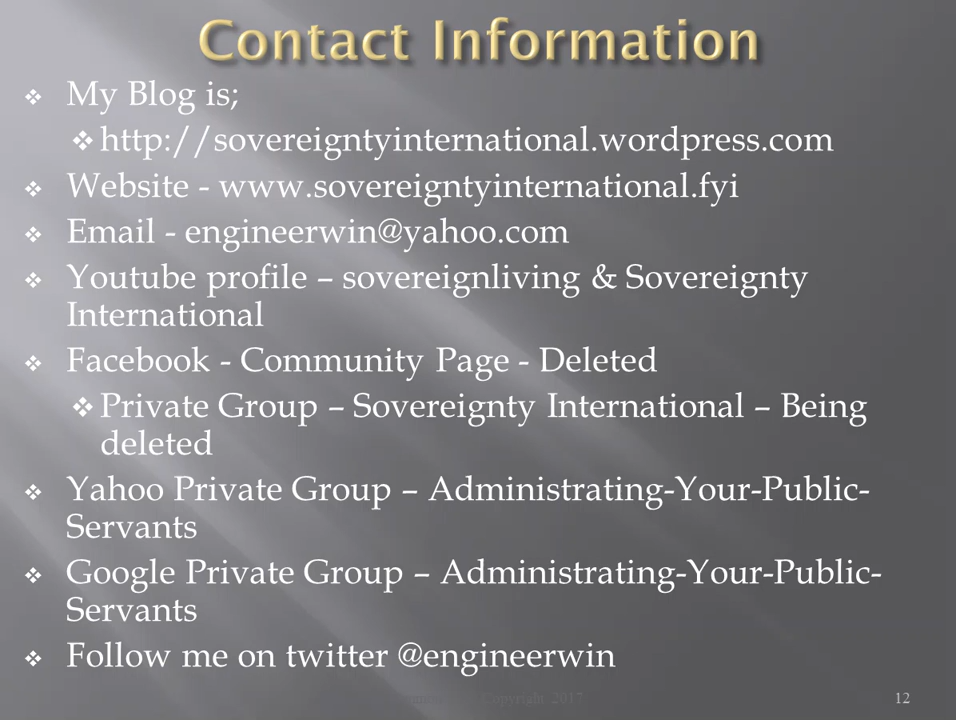 Contact Information
❖ My Blog is;
❖ http://sovereigntyinternational.wordpress.com
❖ Website - www.sovereigntyinternational.fyi
❖ Email - engineerwin@yahoo.com
❖ Youtube profile – sovereignliving & Sovereignty
International
❖ Facebook - Community Page - Deleted
❖ Private Group – Sovereignty International – Being
deleted
❖ Yahoo Private Group – Administrating-Your-Public-
Servants
❖ Google Private Group – Administrating-Your-Public-
Servants
❖ Follow me on twitter @engineerwin
Copyright 2017
12